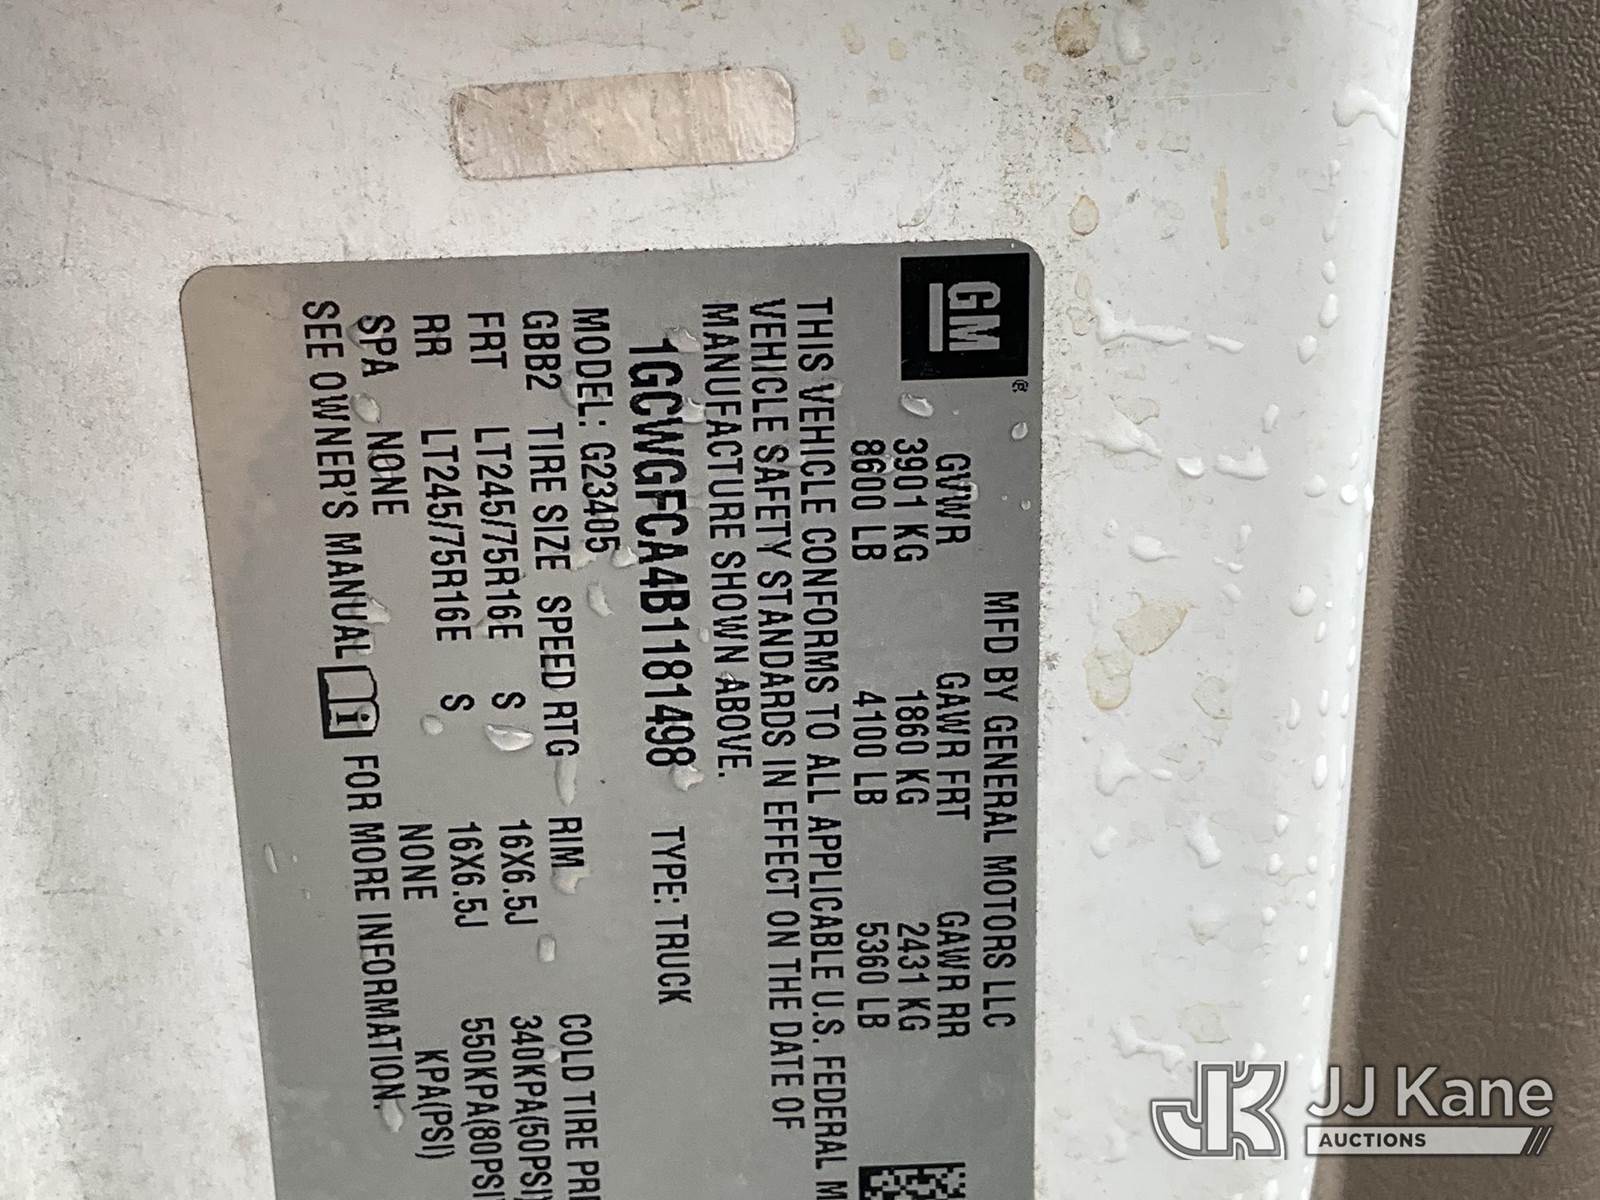 GM®
MFD BY GENERAL MOTORS LLC
GVWR GAWR FRT GAWR RR
3901 KG 1860 KG 2431 KG
8600 LB 4100 LB 5360 LB
THIS VEHICLE CONFORMS TO ALL APPLICABLE U.S. FEDERAL M
VEHICLE SAFETY STANDARDS IN EFFECT ON THE DATE OF
MANUFACTURE SHOWN ABOVE.
1GCWGFCA4B1181498 TYPE: TRUCK
MODEL: G23405
GBB2 TIRE SIZE SPEED RTG RIM COLD TIRE PR
FRT LT245/75R16E S 16X6.5J 340KPA(50PSI)
RR LT245/75R16E S 16X6.5J 550KPA(80PSI
SPA NONE NONE KPA(PSI)
SEE OWNER'S MANUAL FOR MORE INFORMATION.
JK JJ Kane
AUCTIONS